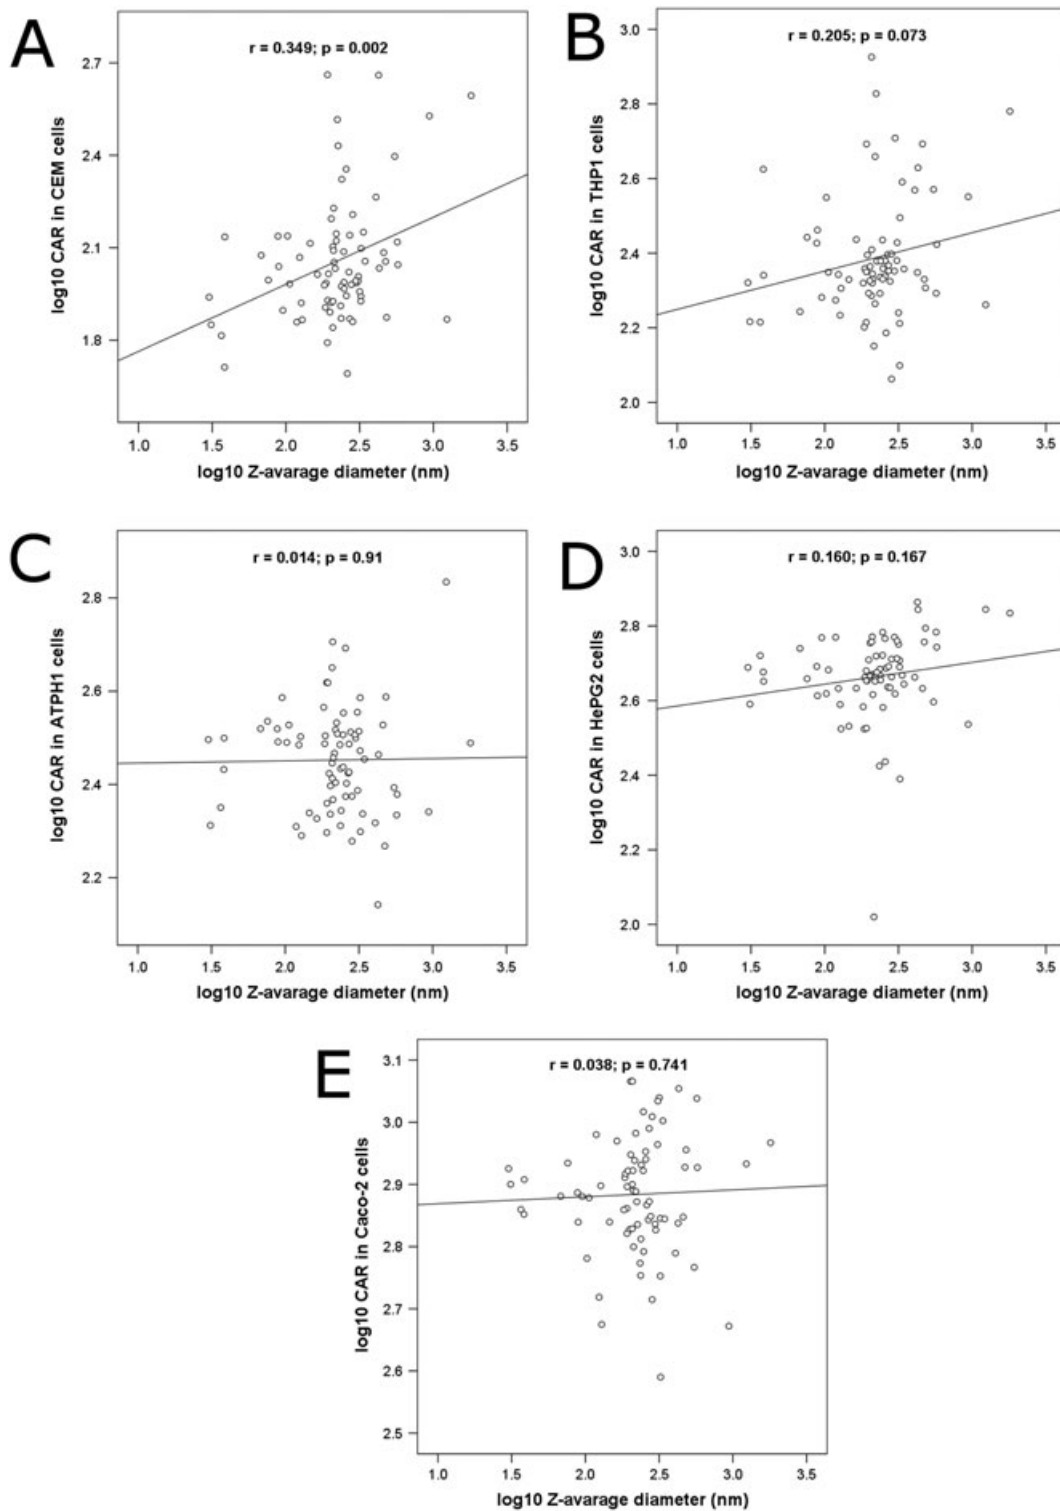 A
r = 0.349; p = 0.002
log10 CAR in CEM cells
2.7
2.4
2.1
1.8
1.0 1.5 2.0 2.5 3.0 3.5
log10 Z-avarage diameter (nm)
B
r = 0.205; p = 0.073
log10 CAR in THP1 cells
3.0
2.8
2.6
2.4
2.2
2.0
1.0 1.5 2.0 2.5 3.0 3.5
log10 Z-avarage diameter (nm)
C
r = 0.014; p = 0.91
log10 CAR in ATPH1 cells
2.8
2.6
2.4
2.2
1.0 1.5 2.0 2.5 3.0 3.5
log10 Z-avarage diameter (nm)
D
r = 0.160; p = 0.167
log10 CAR in HePG2 cells
3.0
2.8
2.6
2.4
2.2
2.0
1.0 1.5 2.0 2.5 3.0 3.5
log10 Z-avarage diameter (nm)
E
r = 0.038; p = 0.741
log10 CAR in Caco-2 cells
3.1
3.0
2.9
2.8
2.7
2.6
2.5
1.0 1.5 2.0 2.5 3.0 3.5
log10 Z-avarage diameter (nm)